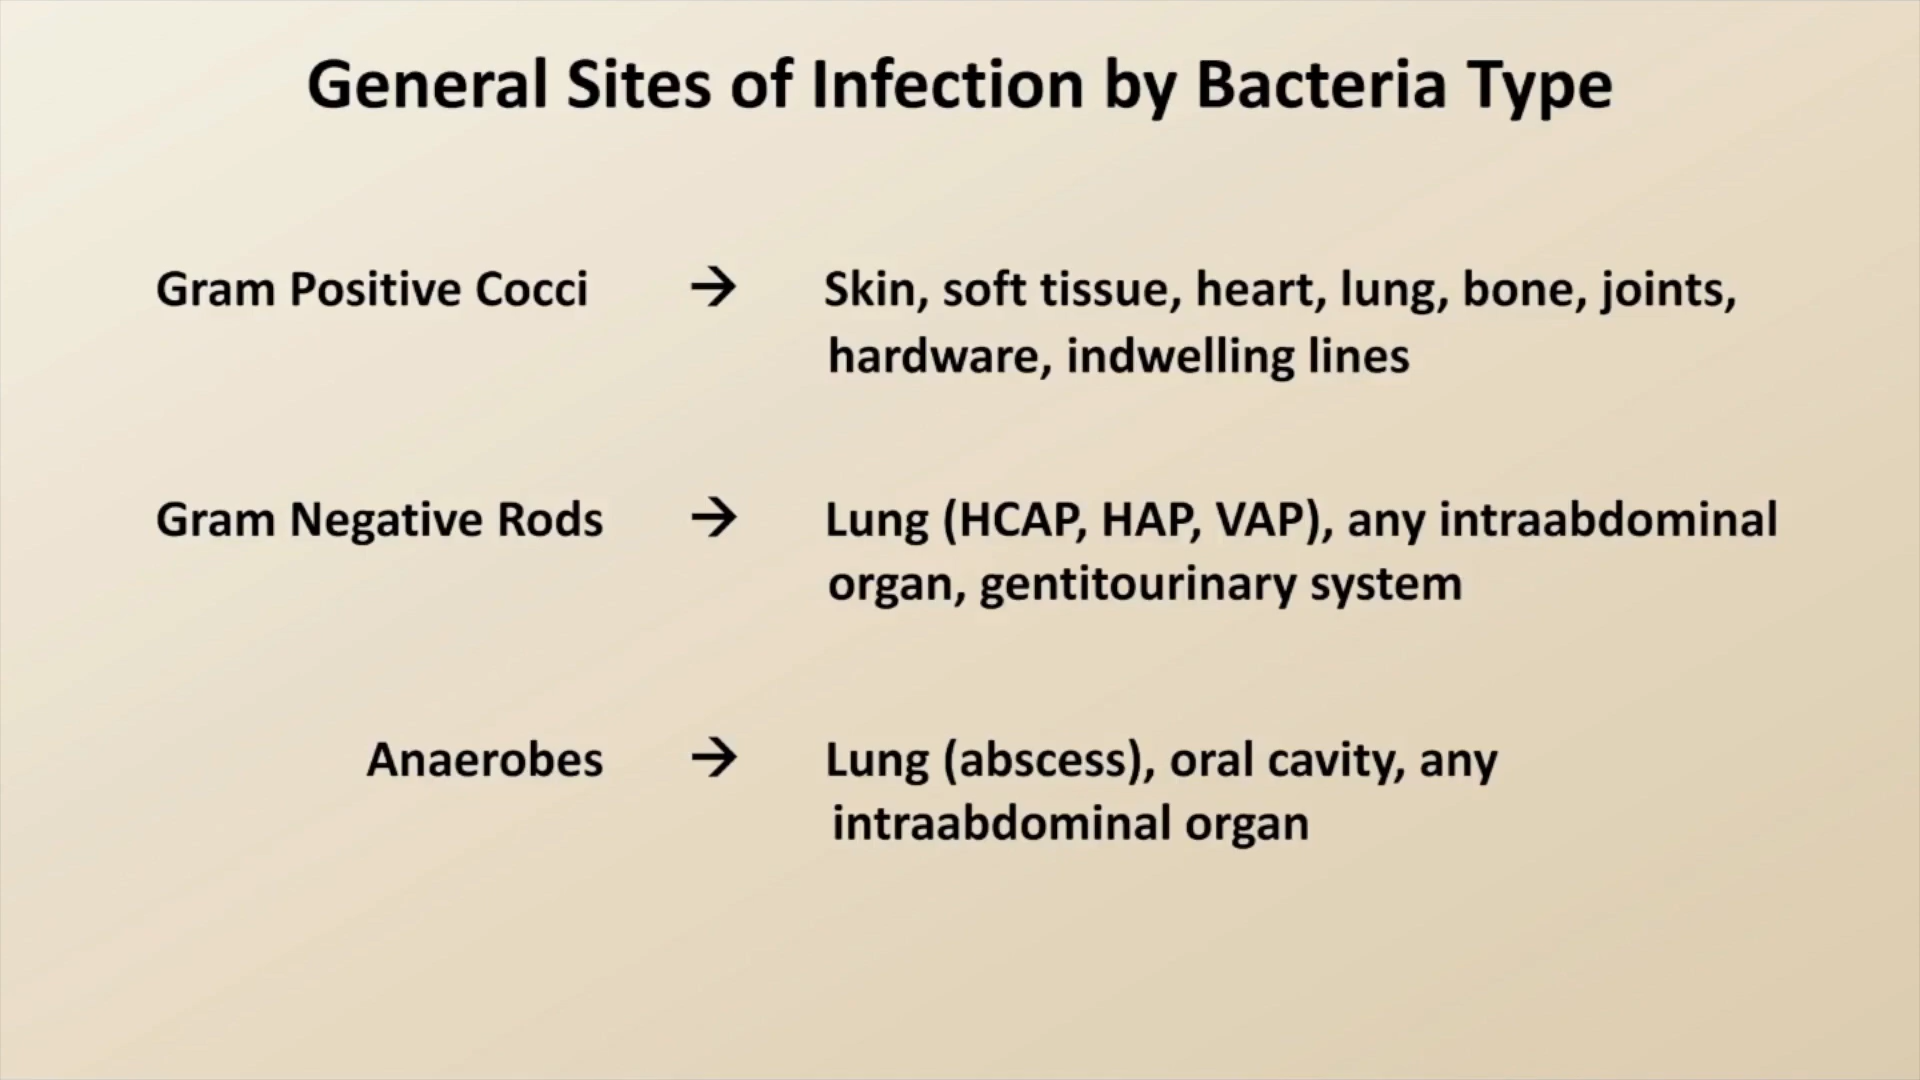 General Sites of Infection by Bacteria Type
Gram Positive Cocci → Skin, soft tissue, heart, lung, bone, joints,
hardware, indwelling lines
Gram Negative Rods → Lung (HCAP, HAP, VAP), any intraabdominal
organ, gentitourinary system
Anaerobes → Lung (abscess), oral cavity, any
intraabdominal organ